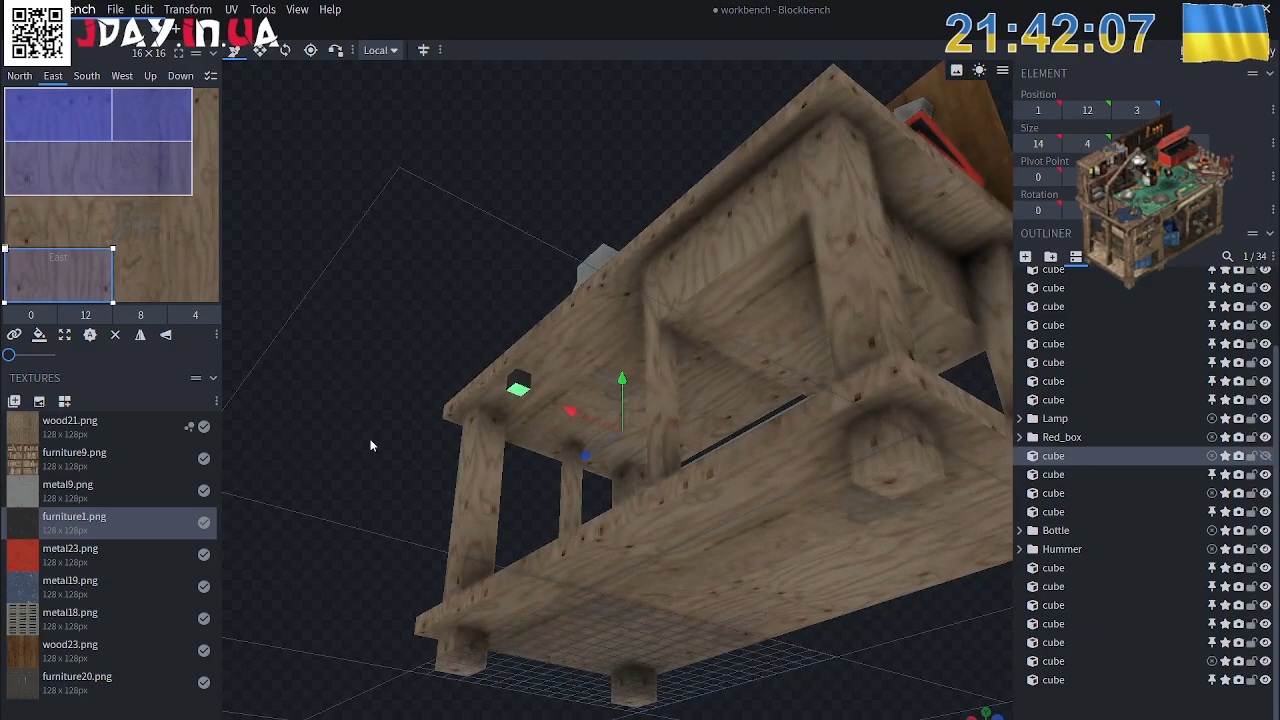 bench File Edit Transform UV Tools View Help
workbench - Blockbench
JDAY.IN.UA
21:42:07
16 × 16
Local
North East South West Up Down
East
0 12 8 4
TEXTURES
wood21.png
128 x 128px
furniture9.png
128 x 128px
metal9.png
128 x 128px
furniture1.png
128 x 128px
metal23.png
128 x 128px
metal19.png
128 x 128px
metal18.png
128 x 128px
wood23.png
128 x 128px
furniture20.png
128 x 128px
ELEMENT
Position
1 12 3
Size
14 4
Pivot Point
0
Rotation
0
OUTLINER
1/34
cube
cube
cube
cube
cube
cube
cube
cube
Lamp
Red_box
cube
cube
cube
cube
Bottle
Hummer
cube
cube
cube
cube
cube
cube
cube